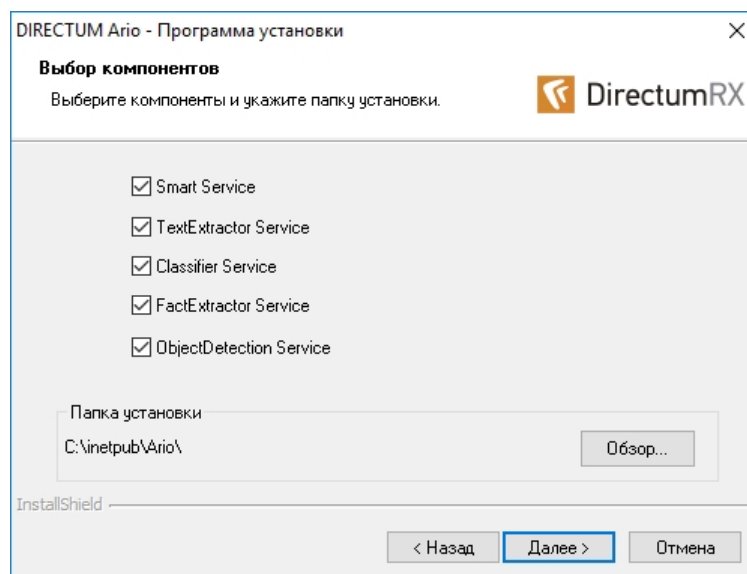 DIRECTUM Ario - Программа установки
Выбор компонентов
Выберите компоненты и укажите папку установки.
DirectumRX
Smart Service
TextExtractor Service
Classifier Service
FactExtractor Service
ObjectDetection Service
Папка установки
C:\inetpub\Ario\
Обзор...
InstallShield
< Назад
Далее >
Отмена